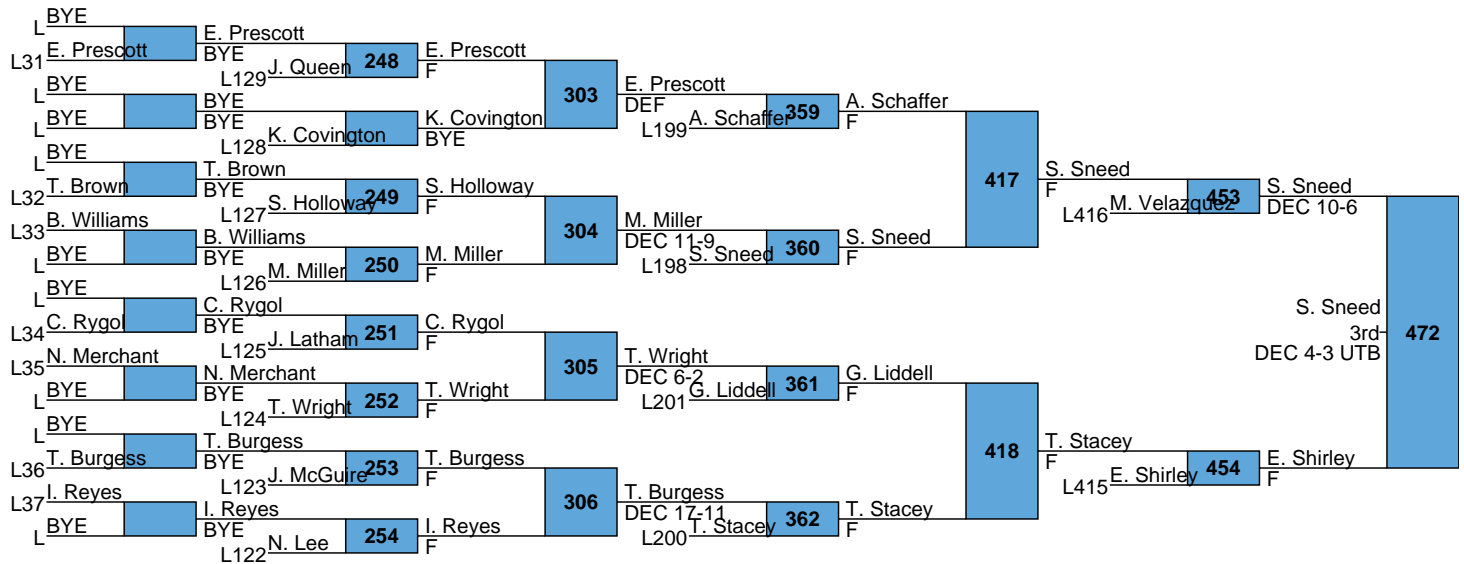 BYE
L
E. Prescott
L31
E. Prescott
BYE
J. Queen
L129
248
E. Prescott
F
BYE
L
BYE
L
BYE
BYE
K. Covington
L128
K. Covington
BYE
303
E. Prescott
DEF
A. Schaffer
L199
359
A. Schaffer
F
BYE
L
T. Brown
L32
T. Brown
BYE
S. Holloway
L127
249
S. Holloway
F
B. Williams
L33
BYE
L
B. Williams
BYE
M. Miller
L126
250
M. Miller
F
304
M. Miller
DEC 11-9
S. Sneed
L198
360
S. Sneed
F
417
S. Sneed
F
M. Velazquez
L416
453
S. Sneed
DEC 10-6
BYE
L
C. Rygol
L34
C. Rygol
BYE
J. Latham
L125
251
C. Rygol
F
N. Merchant
L35
BYE
L
N. Merchant
BYE
T. Wright
L124
252
T. Wright
F
305
T. Wright
DEC 6-2
G. Liddell
L201
361
G. Liddell
F
BYE
L
T. Burgess
L36
T. Burgess
BYE
J. McGuire
L123
253
T. Burgess
F
I. Reyes
L37
BYE
L
I. Reyes
BYE
N. Lee
L122
254
I. Reyes
F
306
T. Burgess
DEC 17-11
T. Stacey
L200
362
T. Stacey
F
418
T. Stacey
F
E. Shirley
L415
454
E. Shirley
F
S. Sneed
3rd
DEC 4-3 UTB
472